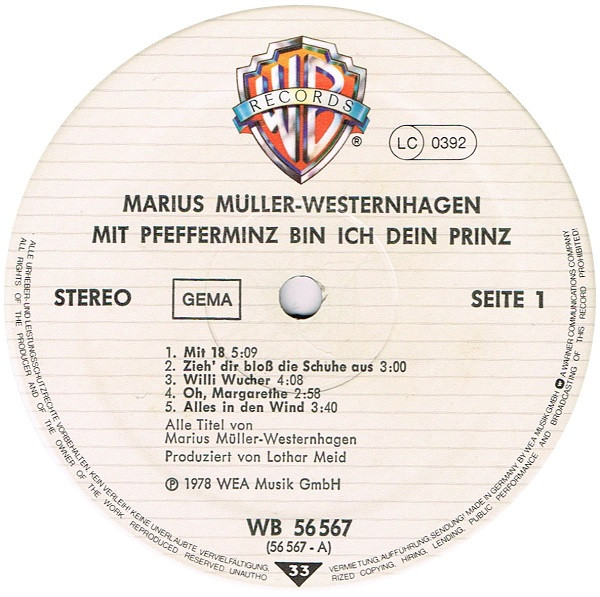 WB
RECORDS
®
LC 0392
MARIUS MÜLLER-WESTERNHAGEN
MIT PFEFFERMINZ BIN ICH DEIN PRINZ
STEREO
GEMA
SEITE 1
1. Mit 18 5:09
2. Zieh' dir bloß die Schuhe aus 3:00
3. Willi Wucher 4:08
4. Oh, Margarethe 2:58
5. Alles in den Wind 3:40
Alle Titel von
Marius Müller-Westernhagen
Produziert von Lothar Meid
Ⓟ 1978 WEA Musik GmbH
WB 56 567
(56 567 - A)
33
ALLE URHEBER- UND LEISTUNGSSCHUTZRECHTE VORBEHALTEN. KEIN VERLEIH! KEINE UNERLAUBTE VERVIELFÄLTIGUNG, VERMIETUNG, AUFFÜHRUNG, SENDUNG! MADE IN GERMANY BY WEA MUSIK GMBH. A WARNER COMMUNICATIONS COMPANY
ALL RIGHTS OF THE PRODUCER AND OF THE OWNER OF THE WORK REPRODUCED RESERVED. UNAUTHORIZED COPYING, HIRING, LENDING, PUBLIC PERFORMANCE AND BROADCASTING OF THIS RECORD PROHIBITED!